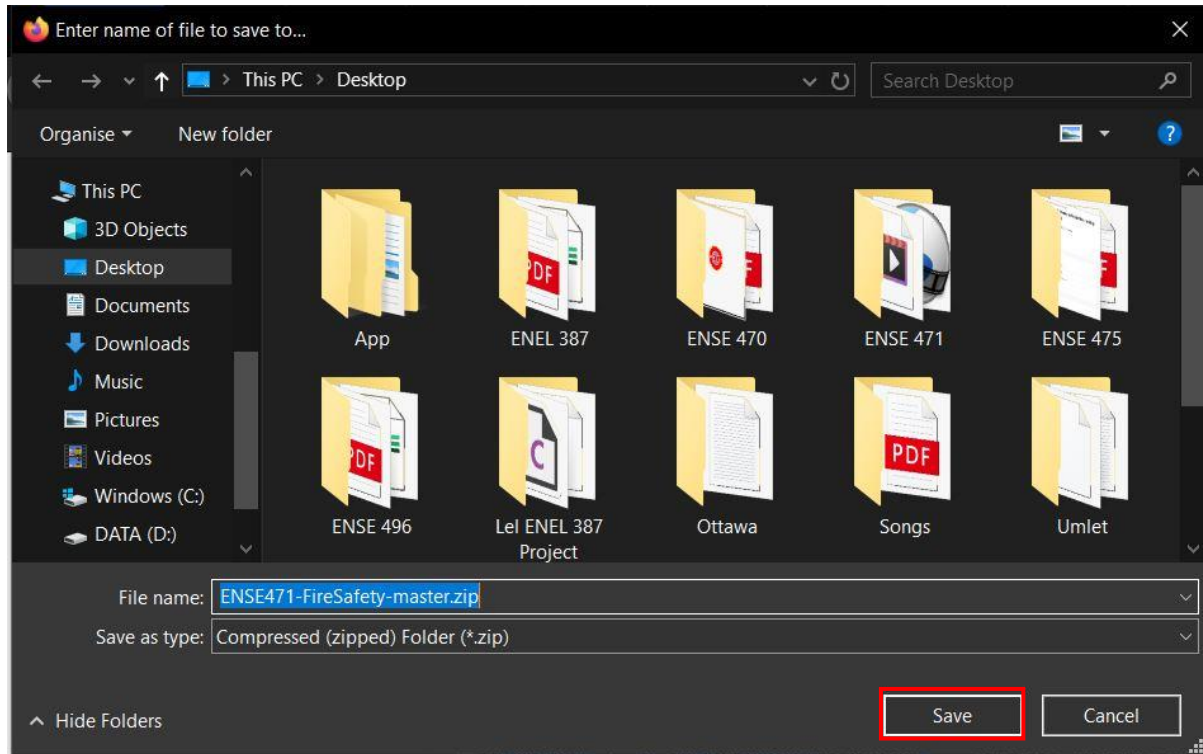 Enter name of file to save to...
This PC > Desktop
Search Desktop
Organise
New folder
?
This PC
3D Objects
Desktop
Documents
Downloads
Music
Pictures
Videos
Windows (C:)
DATA (D:)
App
ENEL 387
ENSE 470
ENSE 471
ENSE 475
PDF
PDF
C
PDF
ENSE 496
Lel ENEL 387
Project
Ottawa
Songs
Umlet
File name: ENSE471-FireSafety-master.zip
Save as type: Compressed (zipped) Folder (*.zip)
Hide Folders
Save
Cancel